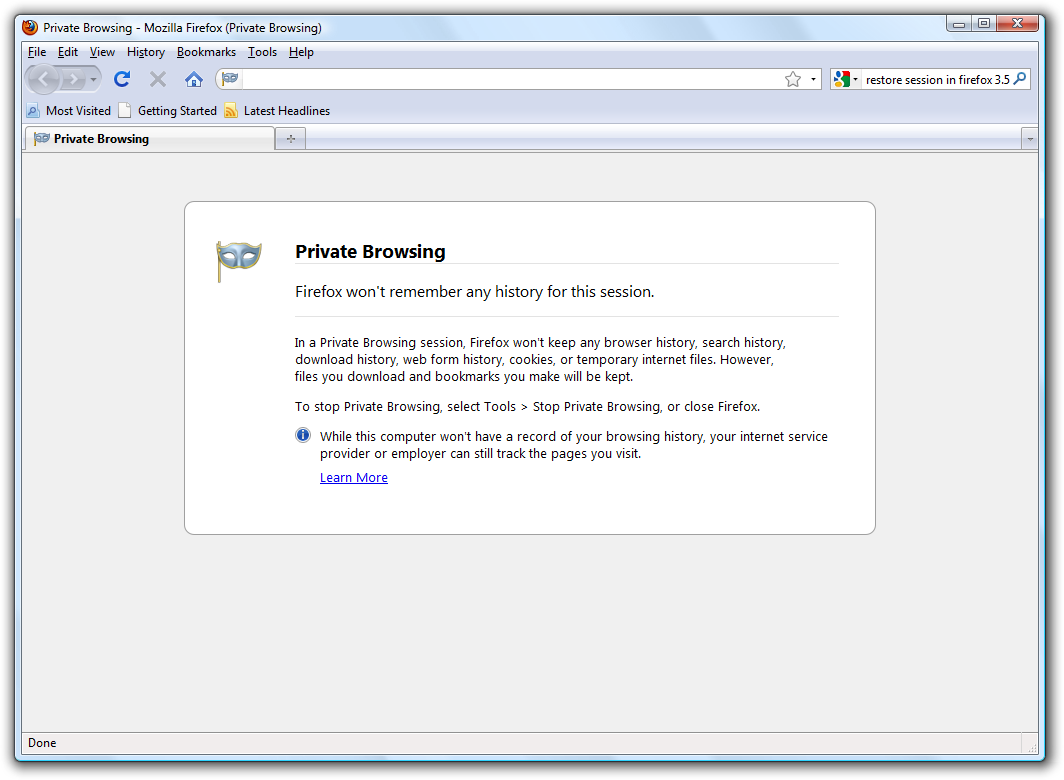 Private Browsing - Mozilla Firefox (Private Browsing)
File Edit View History Bookmarks Tools Help
restore session in firefox 3.5
Most Visited Getting Started Latest Headlines
Private Browsing
Private Browsing
Firefox won't remember any history for this session.
In a Private Browsing session, Firefox won't keep any browser history, search history,
download history, web form history, cookies, or temporary internet files. However,
files you download and bookmarks you make will be kept.
To stop Private Browsing, select Tools > Stop Private Browsing, or close Firefox.
While this computer won't have a record of your browsing history, your internet service
provider or employer can still track the pages you visit.
Learn More
Done